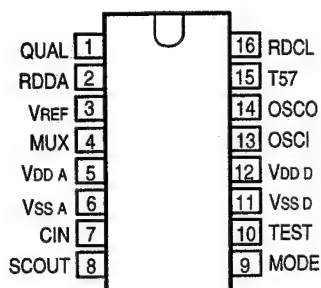 QUAL 1 16 RDCL
RDDA 2 15 T57
VREF 3 14 OSCO
MUX 4 13 OSCI
VDD A 5 12 VDD D
VSS A 6 11 VSS D
CIN 7 10 TEST
SCOUT 8 9 MODE